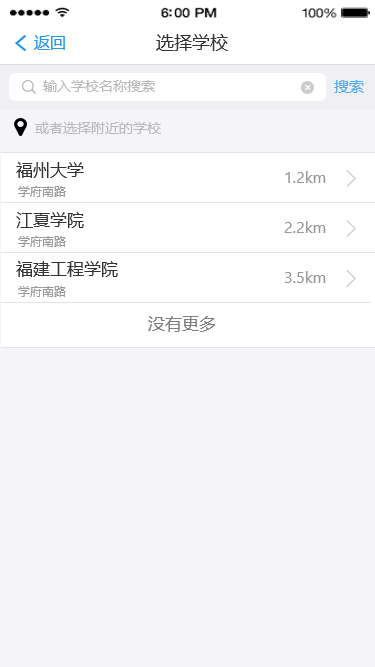 6:00 PM 100%
返回 选择学校
输入学校名称搜索 搜索
或者选择附近的学校
福州大学 1.2km
学府南路
江夏学院 2.2km
学府南路
福建工程学院 3.5km
学府南路
没有更多